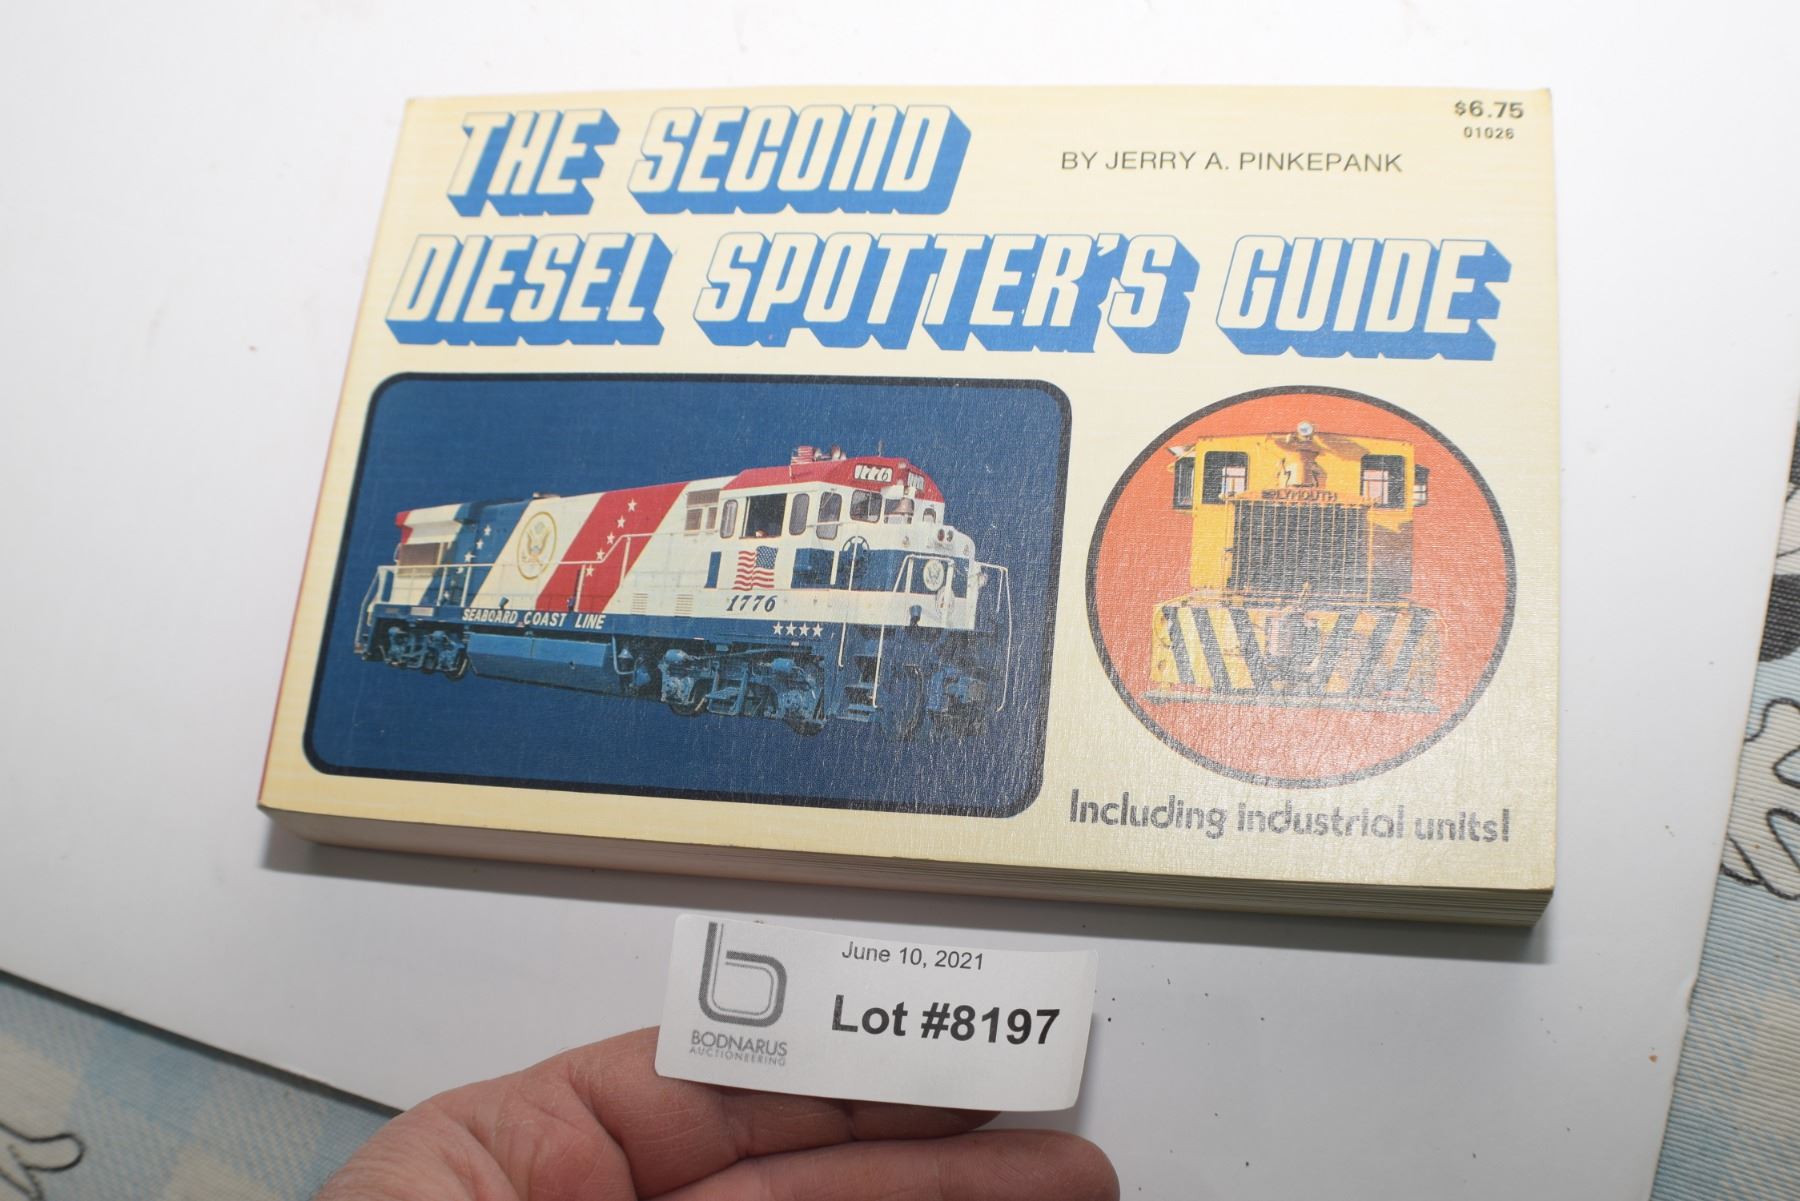 THE SECOND
DIESEL SPOTTER'S GUIDE
BY JERRY A. PINKEPANK
$6.75
01026
1776
SEABOARD COAST LINE
1776
PLYMOUTH
Including industrial units!
June 10, 2021
Lot #8197
BODNARUS
AUCTIONEERING